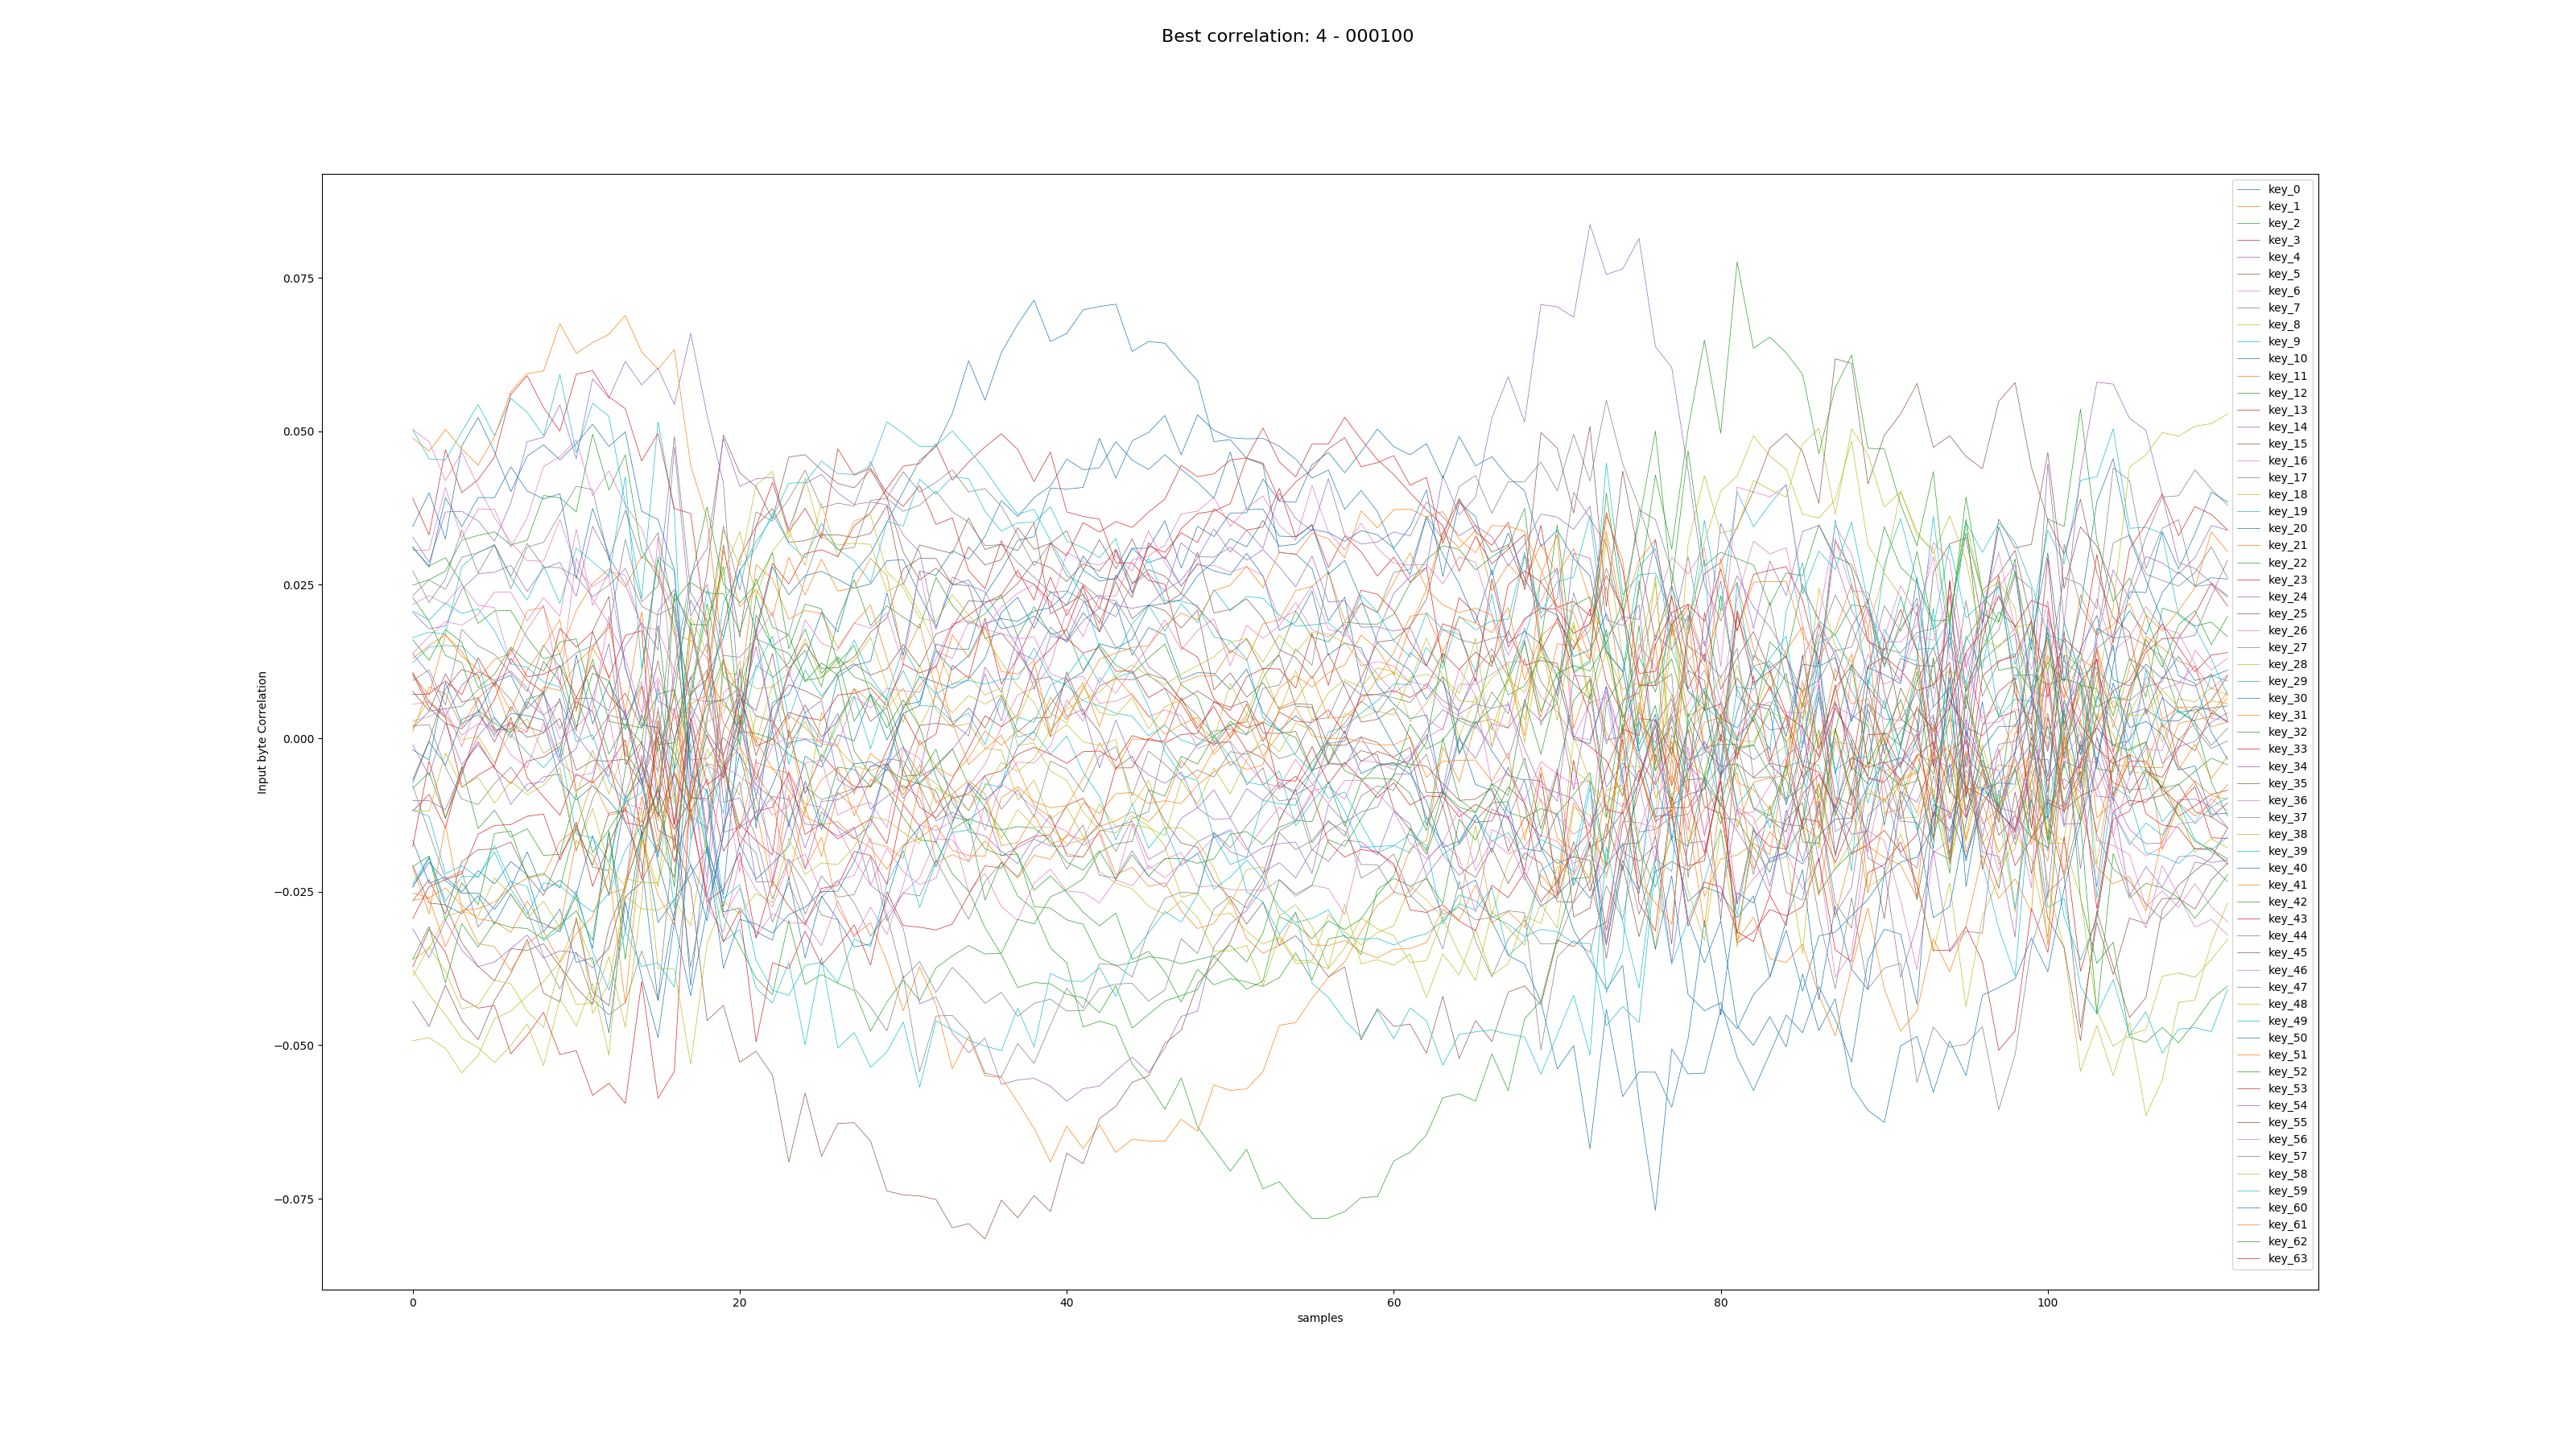 Best correlation: 4 - 000100
key_0
key_1
key_2
key_3
key_4
key_5
key_6
key_7
key_8
key_9
key_10
key_11
key_12
key_13
key_14
key_15
key_16
key_17
key_18
key_19
key_20
key_21
key_22
key_23
key_24
key_25
key_26
key_27
key_28
key_29
key_30
key_31
key_32
key_33
key_34
key_35
key_36
key_37
key_38
key_39
key_40
key_41
key_42
key_43
key_44
key_45
key_46
key_47
key_48
key_49
key_50
key_51
key_52
key_53
key_54
key_55
key_56
key_57
key_58
key_59
key_60
key_61
key_62
key_63
0.075
0.050
0.025
0.000
−0.025
−0.050
−0.075
Input byte Correlation
0
20
40
60
80
100
samples